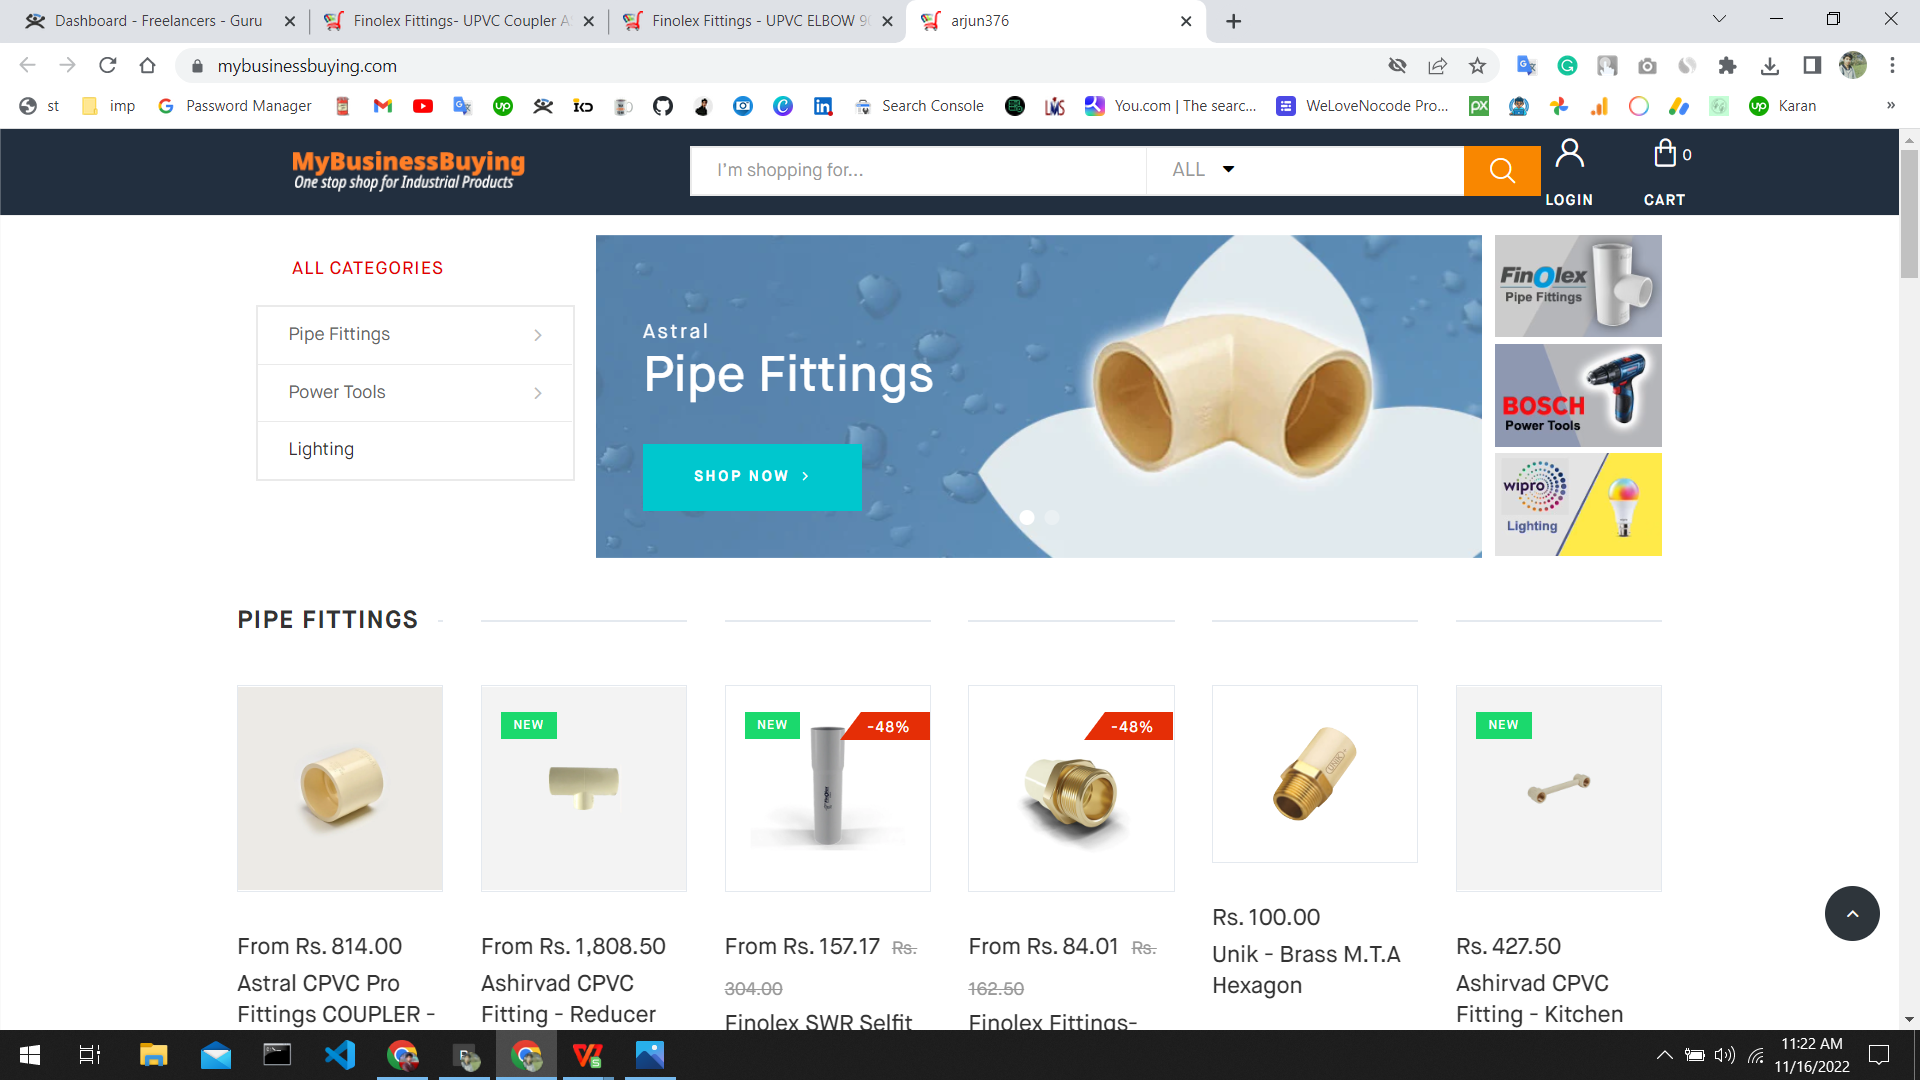 Dashboard - Freelancers - Guru
Finolex Fittings- UPVC Coupler
Finolex Fittings - UPVC ELBOW
arjun376
mybusinessbuying.com
st
imp
Password Manager
Search Console
You.com | The searc...
WeLoveNocode Pro...
Karan
MyBusinessBuying
One stop shop for Industrial Products
I'm shopping for...
ALL
0
LOGIN
CART
ALL CATEGORIES
Pipe Fittings
Power Tools
Lighting
Astral
Pipe Fittings
SHOP NOW
Finolex
Pipe Fittings
BOSCH
Power Tools
wipro
Lighting
PIPE FITTINGS
NEW
NEW
-48%
-48%
NEW
From Rs. 814.00
Astral CPVC Pro
Fittings COUPLER -
From Rs. 1,808.50
Ashirvad CPVC
Fitting - Reducer
From Rs. 157.17 Rs.
304.00
Finolex SWR Selfit
From Rs. 84.01 Rs.
162.50
Finolex Fittings-
Rs. 100.00
Unik - Brass M.T.A
Hexagon
Rs. 427.50
Ashirvad CPVC
Fitting - Kitchen
11:22 AM
11/16/2022